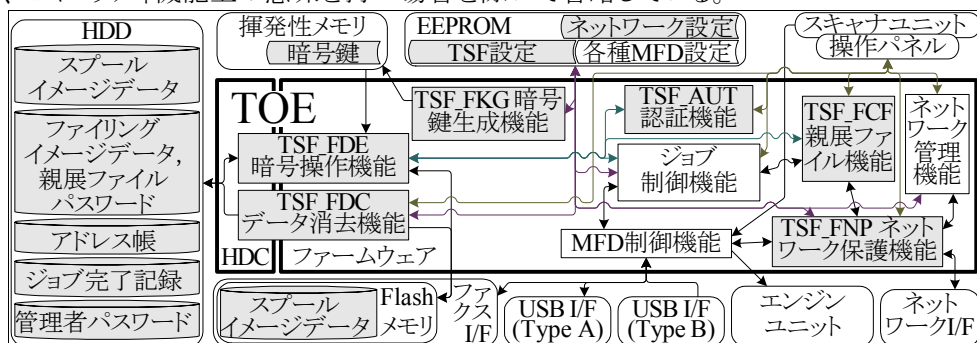 HDD
スプール
イメージデータ
ファイリング
イメージデータ,
親展ファイル
パスワード
アドレス帳
ジョブ完了記録
管理者パスワード
揮発性メモリ
暗号鍵
EEPROM
ネットワーク設定
TSF設定
各種MFD設定
スキャナユニット
操作パネル
TOE
TSF_FKG 暗号
鍵生成機能
TSF_AUT
認証機能
TSF_FCF
親展ファ
イル機能
ネット
ワーク
管理
機能
TSF_FDE
暗号操作機能
ジョブ
制御機能
TSF_FDC
データ消去機能
MFD制御機能
TSF_FNP ネット
ワーク保護機能
HDC
ファームウェア
スプール
イメージデータ
Flash
メモリ
ファ
クス
I/F
USB I/F
(Type A)
USB I/F
(Type B)
エンジン
ユニット
ネット
ワークI/F